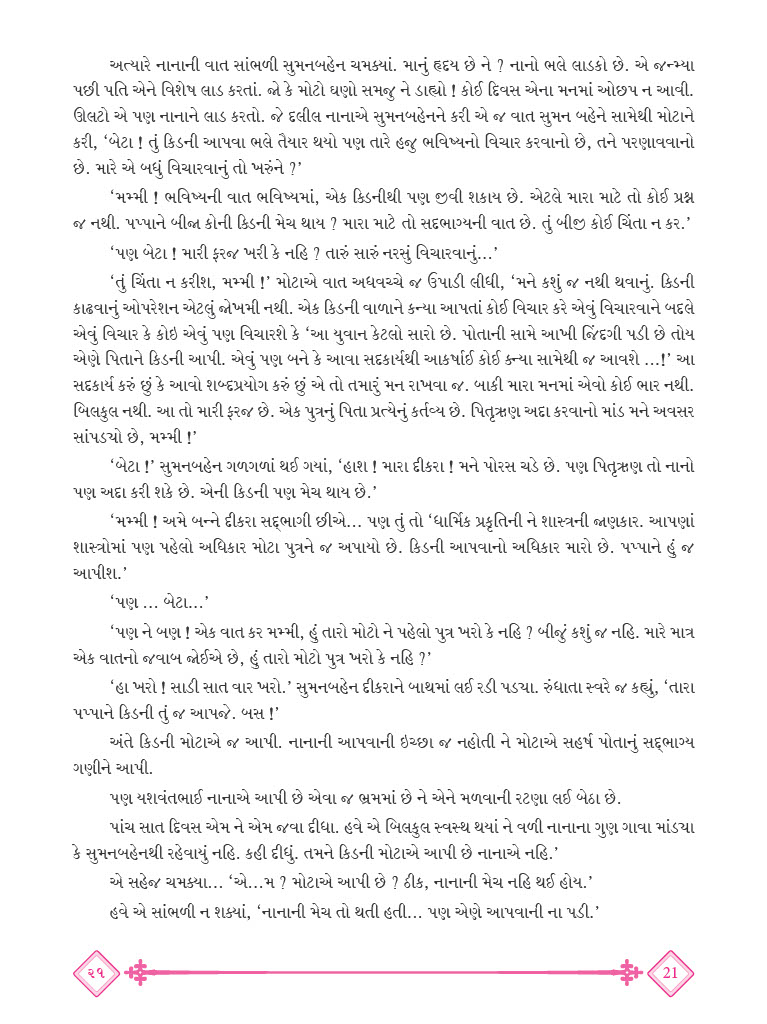 અત્યારે નાનાની વાત સાંભળી સુમનબહેન ચમક્યાં. માનું હૃદય છે ને ? નાનો ભલે લાડકો છે. એ જન્મ્યા
પછી પતિ એને વિશેષ લાડ કરતાં. જો કે મોટો ઘણો સમજુ ને ડાહ્યો ! કોઈ દિવસ એના મનમાં ઓછપ ન આવી.
ઊલટો એ પણ નાનાને લાડ કરતો. જે દલીલ નાનાએ સુમનબહેનને કરી એ જ વાત સુમન બહેને સામેથી મોટાને
કરી, ‘બેટા ! તું કિડની આપવા ભલે તૈયાર થયો પણ તારે હજુ ભવિષ્યનો વિચાર કરવાનો છે, તને પરણાવવાનો
છે. મારે એ બધું વિચારવાનું તો ખરુંને ?’
‘મમ્મી ! ભવિષ્યની વાત ભવિષ્યમાં, એક કિડનીથી પણ જીવી શકાય છે. એટલે મારા માટે તો કોઈ પ્રશ્ન
જ નથી. પપ્પાને બીજા કોની કિડની મેચ થાય ? મારા માટે તો સદભાગ્યની વાત છે. તું બીજી કોઈ ચિંતા ન કર.’
‘પણ બેટા ! મારી ફરજ ખરી કે નહિ ? તારું સારું નરસું વિચારવાનું...’
‘તું ચિંતા ન કરીશ, મમ્મી !’ મોટાએ વાત અધવચ્ચે જ ઉપાડી લીધી, ‘મને કશું જ નથી થવાનું. કિડની
કાઢવાનું ઓપરેશન એટલું જોખમી નથી. એક કિડની વાળાને કન્યા આપતાં કોઈ વિચાર કરે એવું વિચારવાને બદલે
એવું વિચાર કે કોઇ એવું પણ વિચારશે કે ‘આ યુવાન કેટલો સારો છે. પોતાની સામે આખી જિંદગી પડી છે તોય
એણે પિતાને કિડની આપી. એવું પણ બને કે આવા સદકાર્યથી આકર્ષાઈ કોઈ ક્ન્યા સામેથી જ આવશે ...!’ આ
સદકાર્ય કરું છું કે આવો શબ્દપ્રયોગ કરું છું એ તો તમારું મન રાખવા જ. બાકી મારા મનમાં એવો કોઈ ભાર નથી.
બિલકુલ નથી. આ તો મારી ફરજ છે. એક પુત્રનું પિતા પ્રત્યેનું કર્તવ્ય છે. પિતૃઋણ અદા કરવાનો માંડ મને અવસર
સાંપડ્યો છે, મમ્મી !’
‘બેટા !’ સુમનબહેન ગળગળાં થઈ ગયાં, ‘હાશ ! મારા દીકરા ! મને પોરસ ચડે છે. પણ પિતૃઋણ તો નાનો
પણ અદા કરી શકે છે. એની કિડની પણ મેચ થાય છે.’
‘મમ્મી ! અમે બન્ને દીકરા સદ્‌ભાગી છીએ... પણ તું તો ‘ધાર્મિક પ્રકૃતિની ને શાસ્ત્રની જાણકાર. આપણાં
શાસ્ત્રોમાં પણ પહેલો અધિકાર મોટા પુત્રને જ અપાયો છે. કિડની આપવાનો અધિકાર મારો છે. પપ્પાને હું જ
આપીશ.’
‘પણ ... બેટા...’
‘પણ ને બણ ! એક વાત કર મમ્મી, હું તારો મોટો ને પહેલો પુત્ર ખરો કે નહિ ? બીજું કશું જ નહિ. મારે માત્ર
એક વાતનો જવાબ જોઈએ છે, હું તારો મોટો પુત્ર ખરો કે નહિ ?’
‘હા ખરો ! સાડી સાત વાર ખરો.’ સુમનબહેન દીકરાને બાથમાં લઈ રડી પડ્યા. રુંધાતા સ્વરે જ કહ્યું, ‘તારા
પપ્પાને કિડની તું જ આપજે. બસ !’
અંતે કિડની મોટાએ જ આપી. નાનાની આપવાની ઇચ્છા જ નહોતી ને મોટાએ સહર્ષ પોતાનું સદ્‌ભાગ્ય
ગણીને આપી.
પણ યશવંતભાઈ નાનાએ આપી છે એવા જ ભ્રમમાં છે ને એને મળવાની રટણા લઈ બેઠા છે.
પાંચ સાત દિવસ એમ ને એમ જવા દીધા. હવે એ બિલકુલ સ્વસ્થ થયાં ને વળી નાનાના ગુણ ગાવા માંડ્યા
કે સુમનબહેનથી રહેવાયું નહિ. કહી દીધું. તમને કિડની મોટાએ આપી છે નાનાએ નહિ.’
એ સહેજ ચમક્યા... ‘એ...મ ? મોટાએ આપી છે ? ઠીક, નાનાની મેચ નહિ થઈ હોય.’
હવે એ સાંભળી ન શક્યાં, ‘નાનાની મેચ તો થતી હતી... પણ એણે આપવાની ના પડી.’
૨૧
21